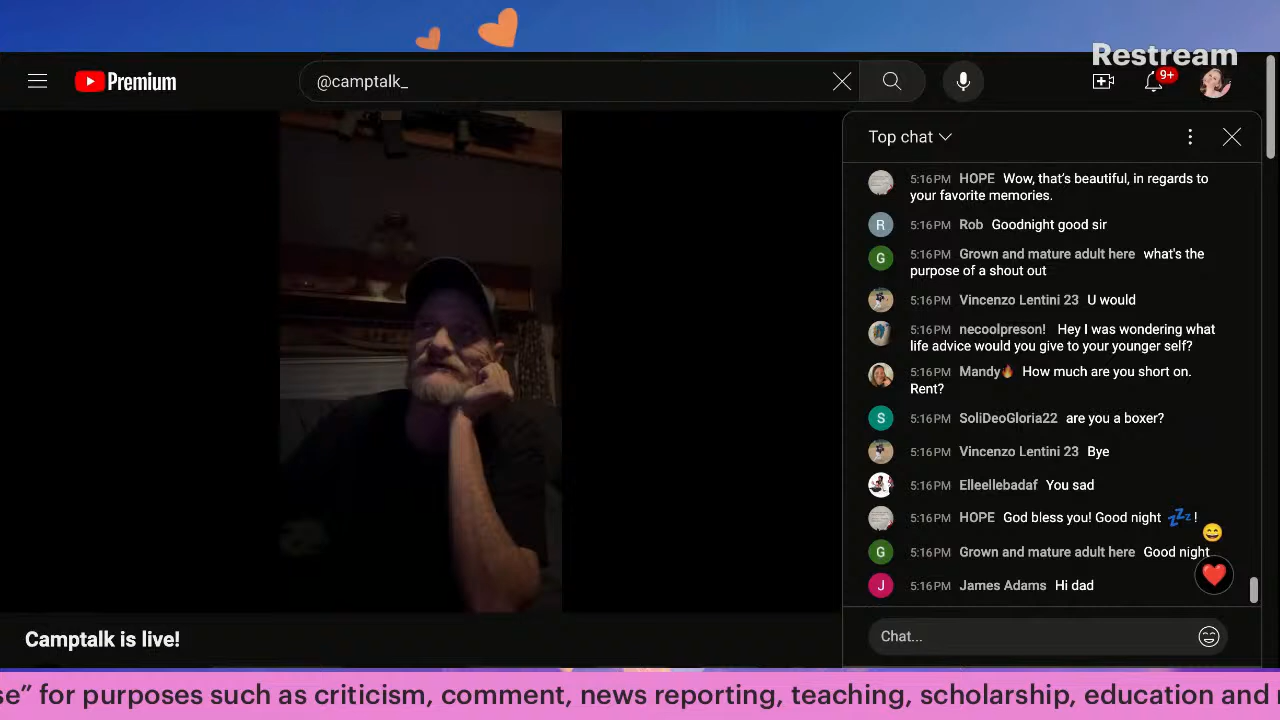 Restream
Premium
@camptalk_
9+
Top chat
5:16PM HOPE Wow, that's beautiful, in regards to
your favorite memories.
R 5:16PM Rob Goodnight good sir
G 5:16PM Grown and mature adult here what's the
purpose of a shout out
5:16PM Vincenzo Lentini 23 U would
5:16PM necoolpreson! Hey I was wondering what
life advice would you give to your younger self?
5:16PM Mandy🔥 How much are you short on.
Rent?
S 5:16PM SoliDeoGloria22 are you a boxer?
5:16PM Vincenzo Lentini 23 Bye
5:16PM Elleellebadaf You sad
5:16PM HOPE God bless you! Good night 💤!
G 5:16PM Grown and mature adult here Good night
J 5:16PM James Adams Hi dad
Chat...
Camptalk is live!
se” for purposes such as criticism, comment, news reporting, teaching, scholarship, education and